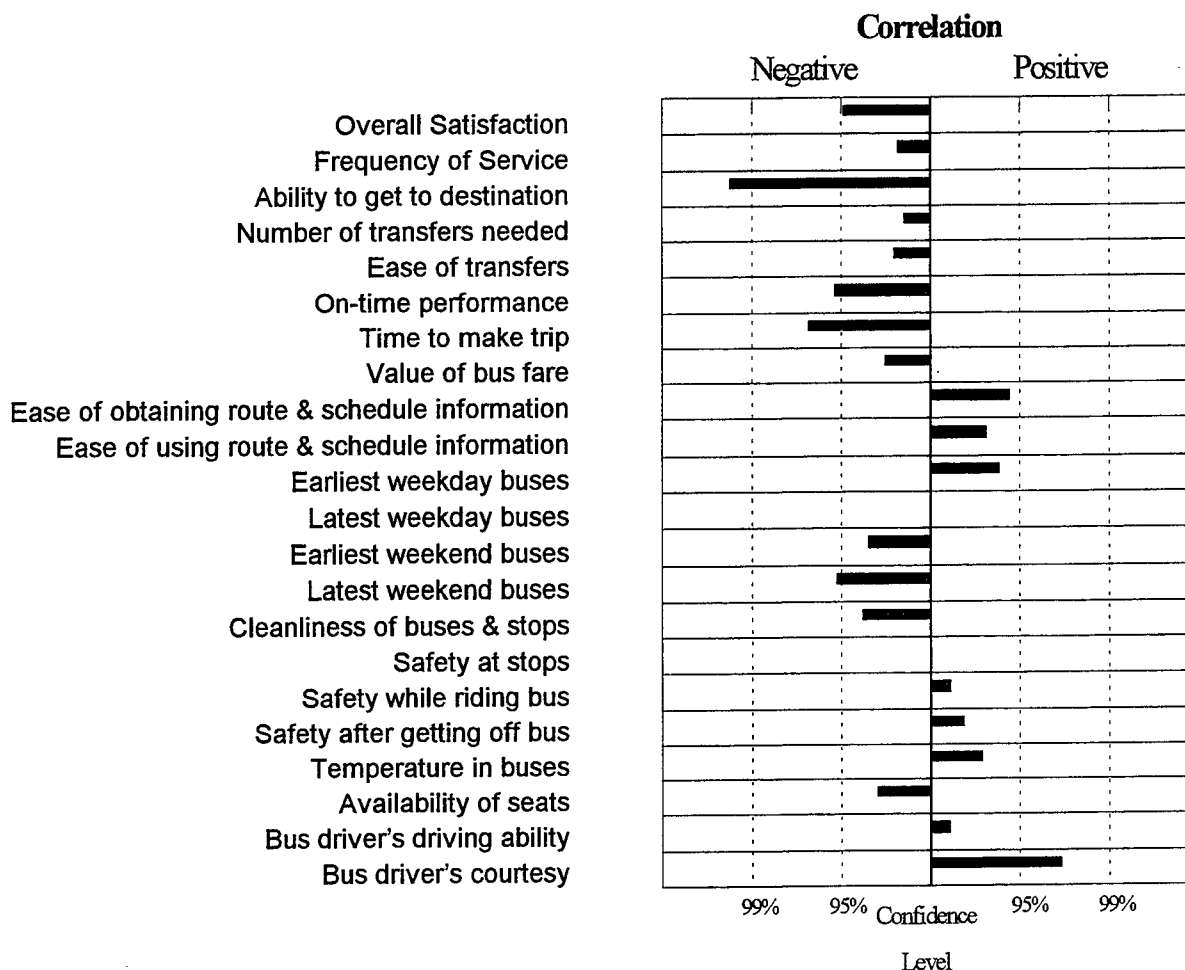 Correlation
Negative Positive
Overall Satisfaction
Frequency of Service
Ability to get to destination
Number of transfers needed
Ease of transfers
On-time performance
Time to make trip
Value of bus fare
Ease of obtaining route & schedule information
Ease of using route & schedule information
Earliest weekday buses
Latest weekday buses
Earliest weekend buses
Latest weekend buses
Cleanliness of buses & stops
Safety at stops
Safety while riding bus
Safety after getting off bus
Temperature in buses
Availability of seats
Bus driver's driving ability
Bus driver's courtesy
99% 95% Confidence 95% 99%
Level